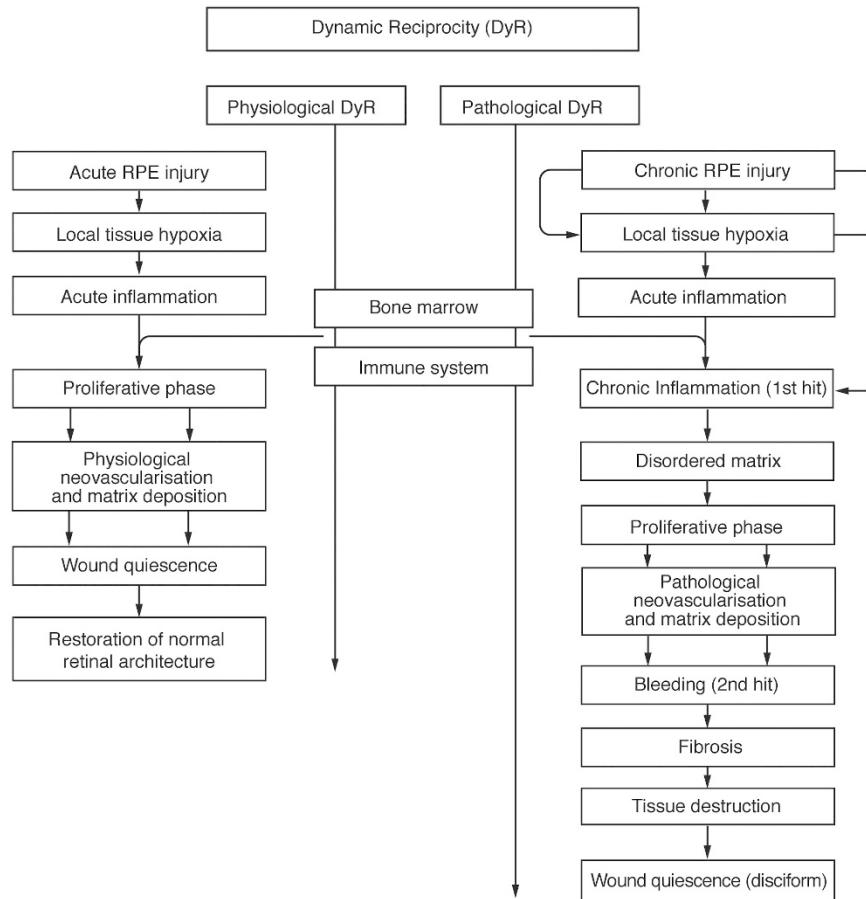 Dynamic Reciprocity (DyR)
Physiological DyR
Pathological DyR
Acute RPE injury
Local tissue hypoxia
Acute inflammation
Proliferative phase
Physiological
neovascularisation
and matrix deposition
Wound quiescence
Restoration of normal
retinal architecture
Bone marrow
Immune system
Chronic RPE injury
Local tissue hypoxia
Acute inflammation
Chronic Inflammation (1st hit)
Disordered matrix
Proliferative phase
Pathological
neovascularisation
and matrix deposition
Bleeding (2nd hit)
Fibrosis
Tissue destruction
Wound quiescence (disciform)